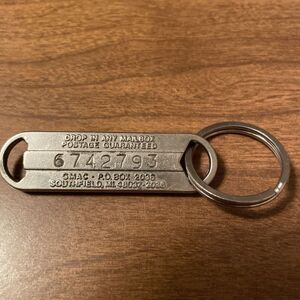 DROP IN ANY MAILBOX
POSTAGE GUARANTEED
6742793
GMAC - P.O. BOX 2036
SOUTHFIELD, MI. 48037-2036